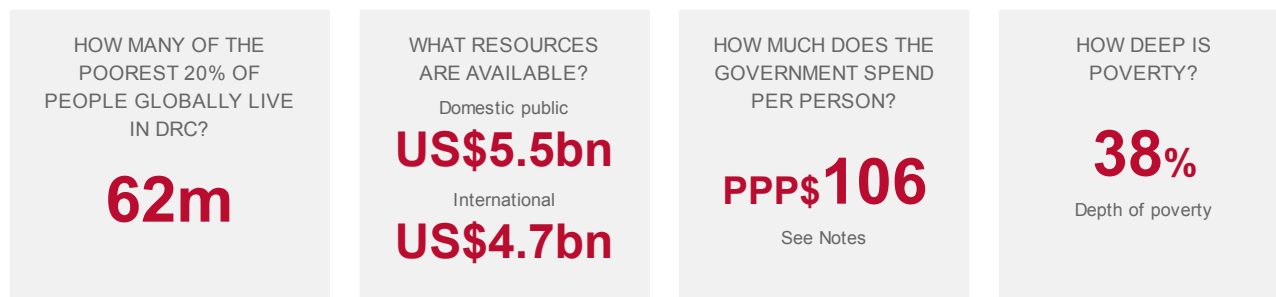 HOW MANY OF THE
POOREST 20% OF
PEOPLE GLOBALLY LIVE
IN DRC?
62m
WHAT RESOURCES
ARE AVAILABLE?
Domestic public
US$5.5bn
International
US$4.7bn
HOW MUCH DOES THE
GOVERNMENT SPEND
PER PERSON?
PPP$106
See Notes
HOW DEEP IS
POVERTY?
38%
Depth of poverty